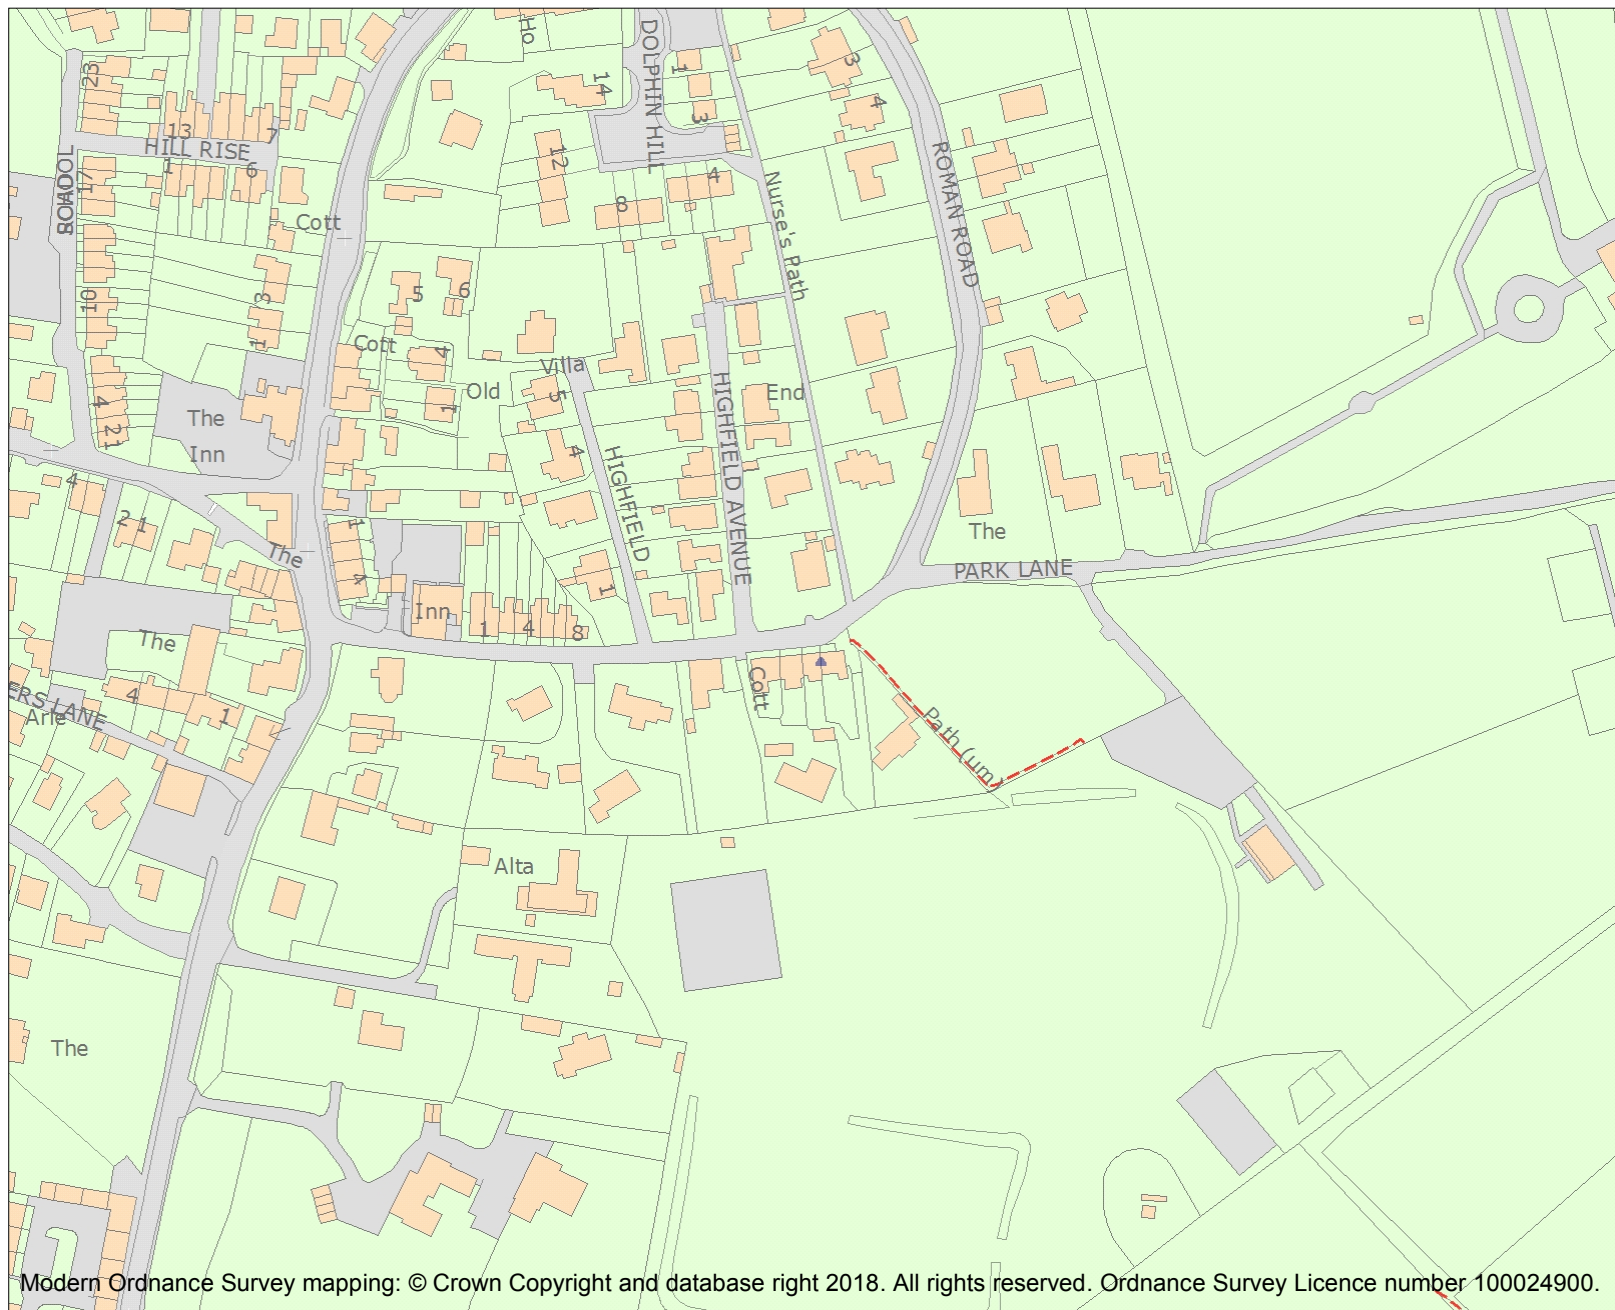 Ho
DOLPHIN HILL
1
3
14
12
8
4
3
4
23
13
7
HILL RISE
1
6
17
10
Cott
Nurse's Path
ROMAN ROAD
3
1
5
6
Cott
4
1
Old
Villa
5
4
HIGHFIELD
1
HIGHFIELD AVENUE
End
The
Inn
4
21
4
2 1
The
1
4
Inn
1
4
8
The
PARK LANE
The
4
1
ERS LANE
Arle
Cott
Path (um)
Alta
The
Modern Ordnance Survey mapping: © Crown Copyright and database right 2018. All rights reserved. Ordnance Survey Licence number 100024900.